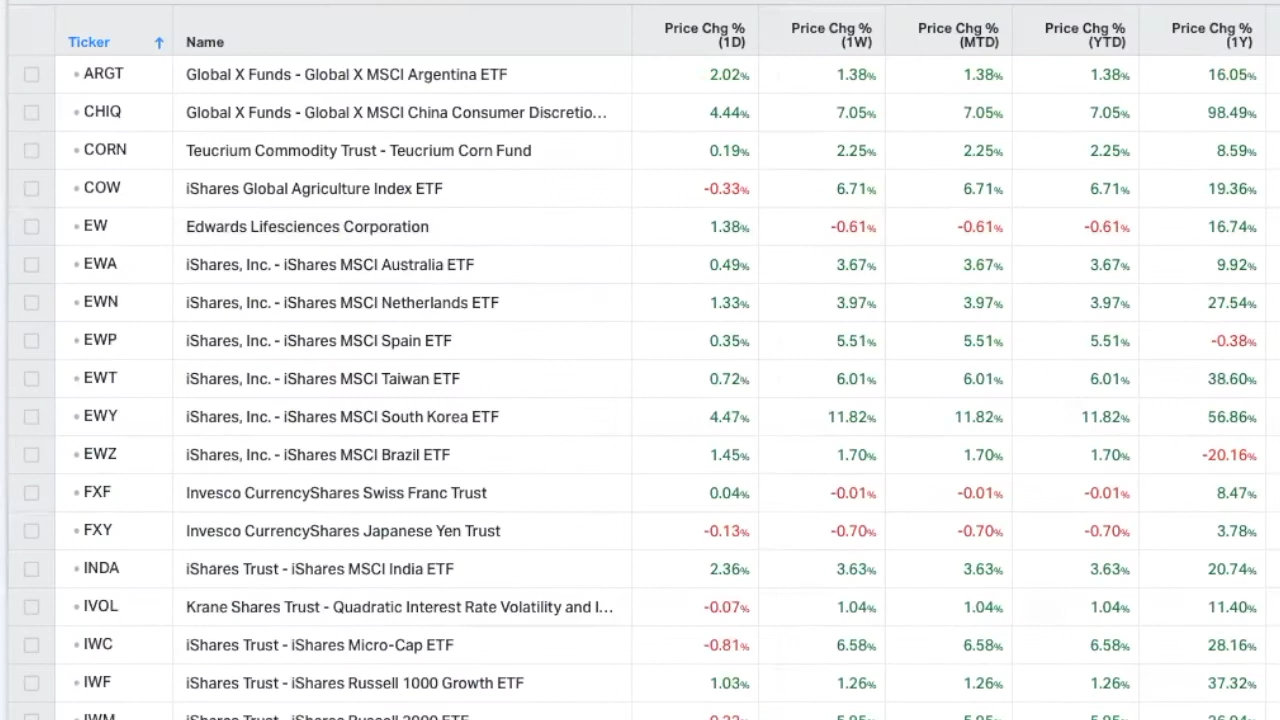 Ticker ↑ Name Price Chg % (1D) Price Chg % (1W) Price Chg % (MTD) Price Chg % (YTD) Price Chg % (1Y)
ARGT Global X Funds - Global X MSCI Argentina ETF 2.02% 1.38% 1.38% 1.38% 16.05%
CHIQ Global X Funds - Global X MSCI China Consumer Discretio... 4.44% 7.05% 7.05% 7.05% 98.49%
CORN Teucrium Commodity Trust - Teucrium Corn Fund 0.19% 2.25% 2.25% 2.25% 8.59%
COW iShares Global Agriculture Index ETF -0.33% 6.71% 6.71% 6.71% 19.36%
EW Edwards Lifesciences Corporation 1.38% -0.61% -0.61% -0.61% 16.74%
EWA iShares, Inc. - iShares MSCI Australia ETF 0.49% 3.67% 3.67% 3.67% 9.92%
EWN iShares, Inc. - iShares MSCI Netherlands ETF 1.33% 3.97% 3.97% 3.97% 27.54%
EWP iShares, Inc. - iShares MSCI Spain ETF 0.35% 5.51% 5.51% 5.51% -0.38%
EWT iShares, Inc. - iShares MSCI Taiwan ETF 0.72% 6.01% 6.01% 6.01% 38.60%
EWY iShares, Inc. - iShares MSCI South Korea ETF 4.47% 11.82% 11.82% 11.82% 56.86%
EWZ iShares, Inc. - iShares MSCI Brazil ETF 1.45% 1.70% 1.70% 1.70% -20.16%
FXF Invesco CurrencyShares Swiss Franc Trust 0.04% -0.01% -0.01% -0.01% 8.47%
FXY Invesco CurrencyShares Japanese Yen Trust -0.13% -0.70% -0.70% -0.70% 3.78%
INDA iShares Trust - iShares MSCI India ETF 2.36% 3.63% 3.63% 3.63% 20.74%
IVOL Krane Shares Trust - Quadratic Interest Rate Volatility and I... -0.07% 1.04% 1.04% 1.04% 11.40%
IWC iShares Trust - iShares Micro-Cap ETF -0.81% 6.58% 6.58% 6.58% 28.16%
IWF iShares Trust - iShares Russell 1000 Growth ETF 1.03% 1.26% 1.26% 1.26% 37.32%
IWM iShares Trust - iShares Russell 2000 ETF